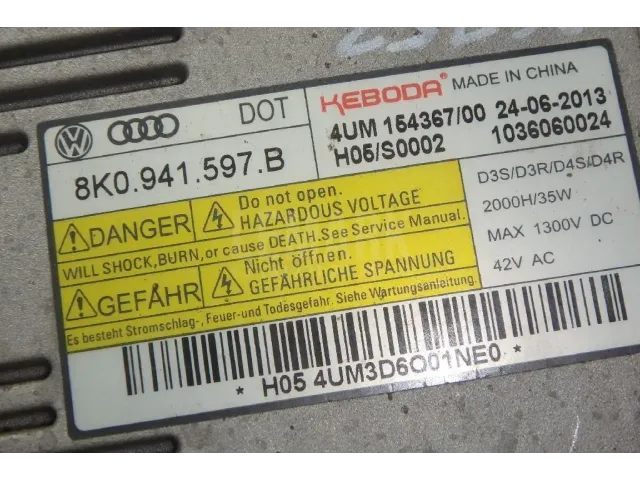 DOT
KEBODA
MADE IN CHINA
8K0.941.597.B
4UM 154367/00 24-06-2013
H05/S0002 1036060024
DANGER
Do not open.
HAZARDOUS VOLTAGE
WILL SHOCK, BURN, or cause DEATH. See Service Manual.
GEFÄHR
Nicht öffnen.
GEFÄHRLICHE SPANNUNG
Es besteht Stromschlag-, Feuer-und Todesgefahr, Siehe Wartungsanleitung.
D3S/D3R/D4S/D4R
2000H/35W
MAX 1300V DC
42V AC
* H05 4UM3D6Q01NE0 *